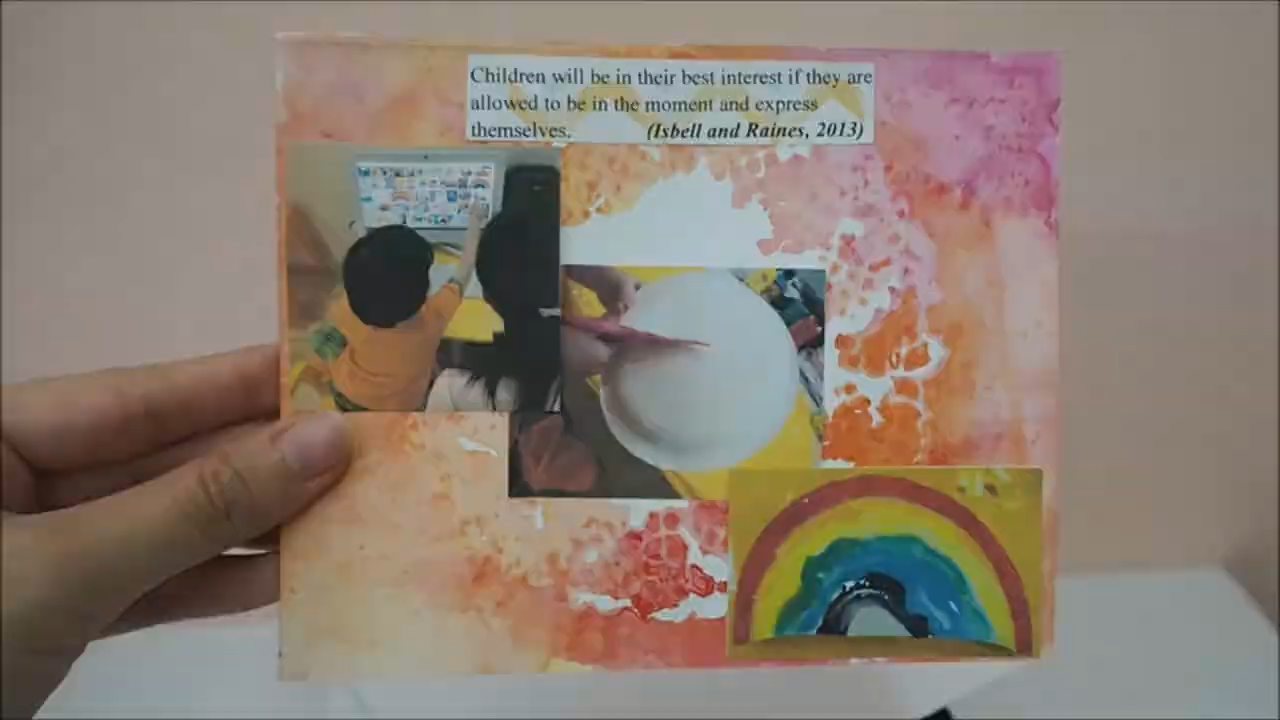 Children will be in their best interest if they are
allowed to be in the moment and express
themselves. (Isbell and Raines, 2013)